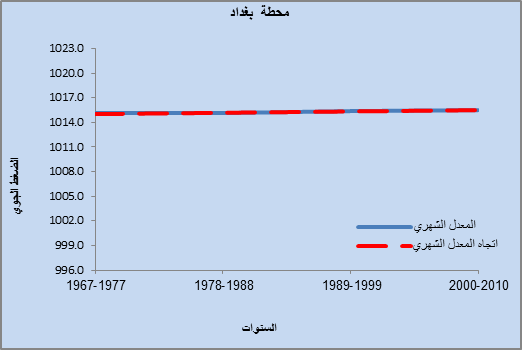 محطة بغداد
1023.0
1020.0
1017.0
1014.0
1011.0
1008.0
1005.0
1002.0
999.0
996.0
الضغط الجوي
المعدل الشهري
اتجاه المعدل الشهري
1967-1977
1978-1988
1989-1999
2000-2010
السنوات